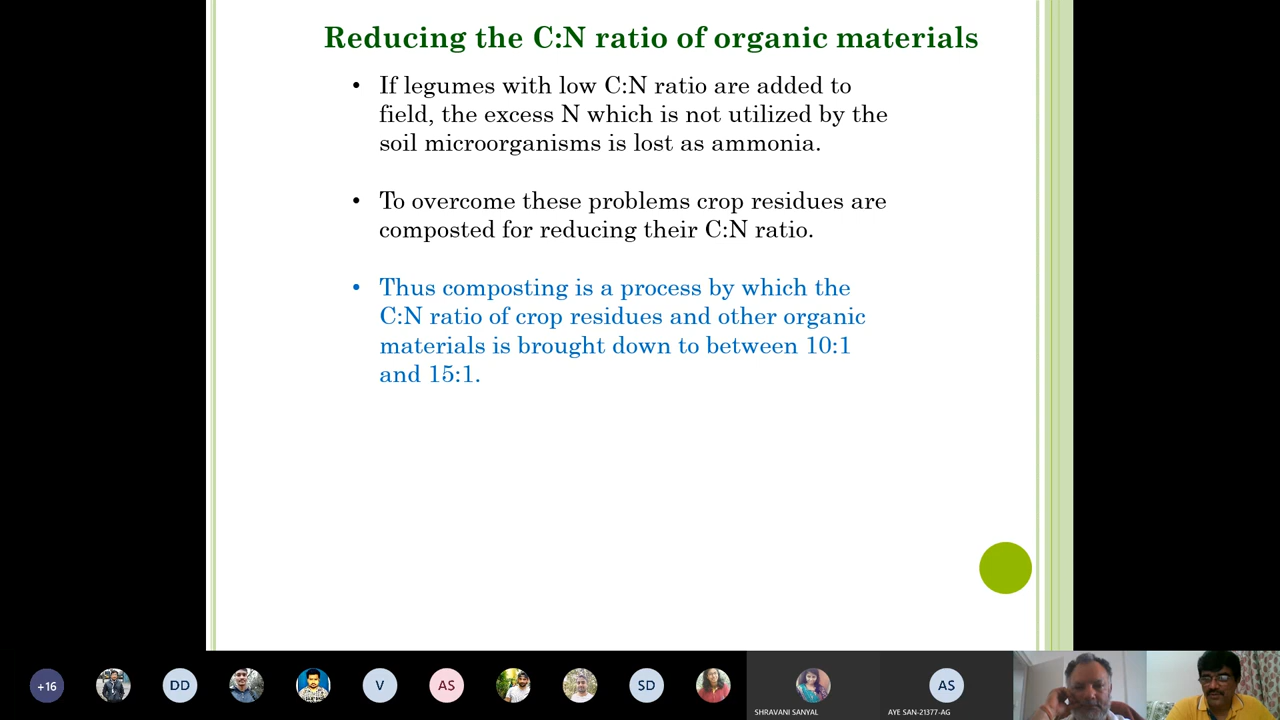 Reducing the C:N ratio of organic materials
• If legumes with low C:N ratio are added to
field, the excess N which is not utilized by the
soil microorganisms is lost as ammonia.
• To overcome these problems crop residues are
composted for reducing their C:N ratio.
• Thus composting is a process by which the
C:N ratio of crop residues and other organic
materials is brought down to between 10:1
and 15:1.
+16
DD
V
AS
SD
SHRAVANI SANYAL
AS
AYE SAN-21377-AG